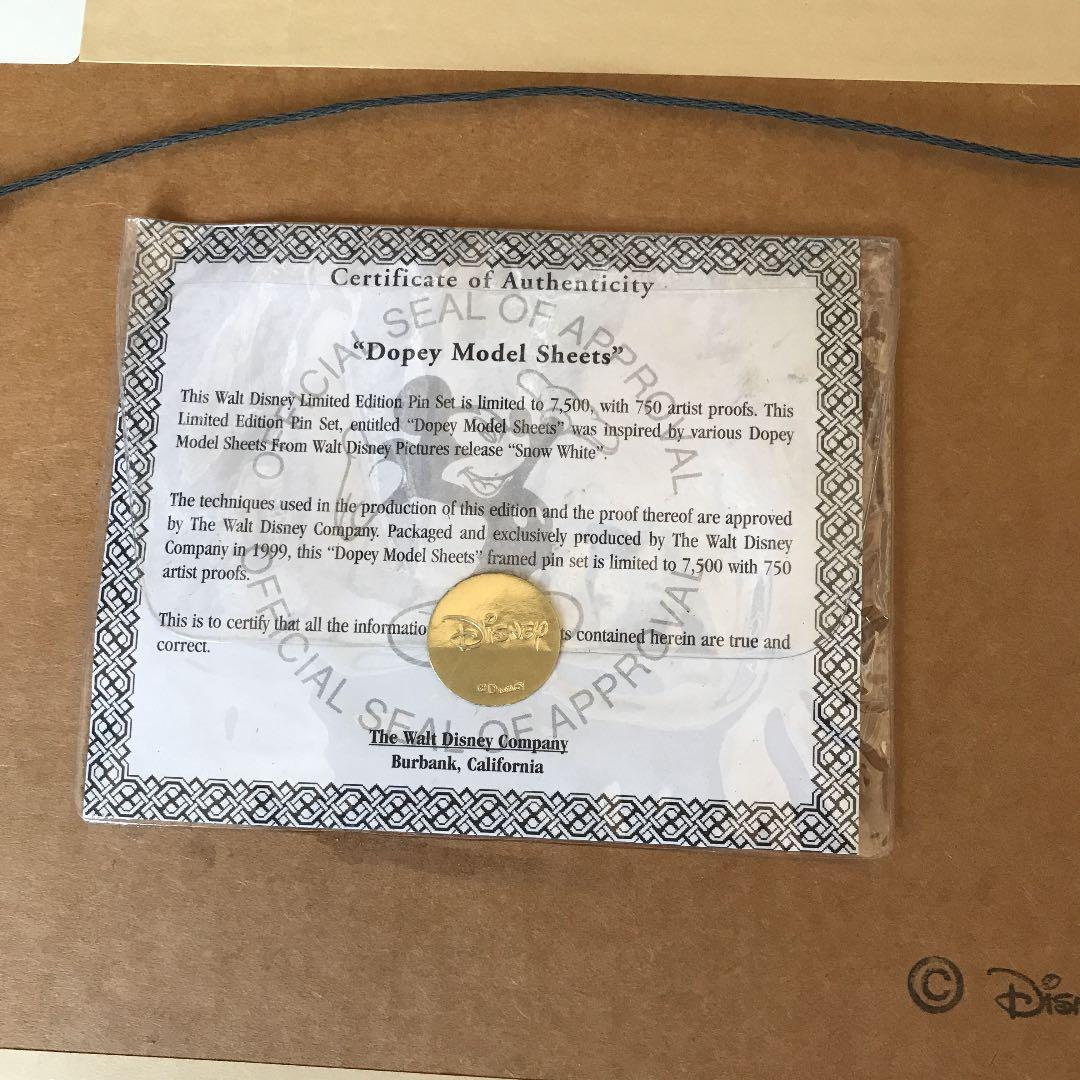 Certificate of Authenticity
OFFICIAL SEAL OF APPROVAL
"Dopey Model Sheets"
This Walt Disney Limited Edition Pin Set is limited to 7,500, with 750 artist proofs. This
Limited Edition Pin Set, entitled "Dopey Model Sheets" was inspired by various Dopey
Model Sheets From Walt Disney Pictures release "Snow White".
The techniques used in the production of this edition and the proof thereof are approved
by The Walt Disney Company. Packaged and exclusively produced by The Walt Disney
Company in 1999, this "Dopey Model Sheets" framed pin set is limited to 7,500 with 750
artist proofs.
This is to certify that all the informatio ts contained herein are true and
correct.
Disney
©Disney
OFFICIAL SEAL OF APPROVAL
The Walt Disney Company
Burbank, California
© Disn